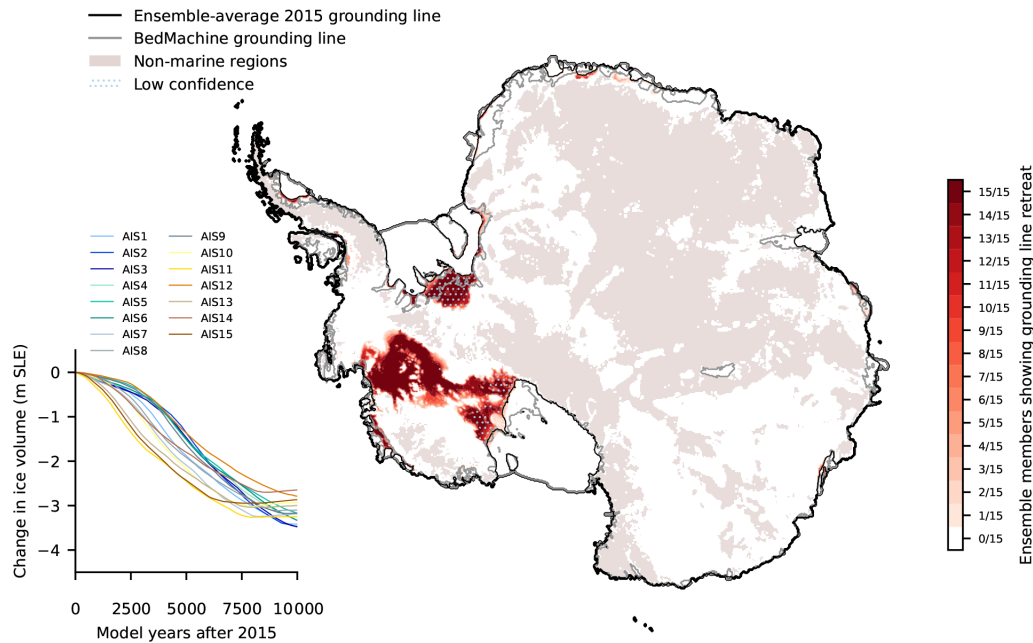 Ensemble-average 2015 grounding line
BedMachine grounding line
Non-marine regions
Low confidence
AIS1
AIS2
AIS3
AIS4
AIS5
AIS6
AIS7
AIS8
AIS9
AIS10
AIS11
AIS12
AIS13
AIS14
AIS15
Change in ice volume (m SLE)
0
−1
−2
−3
−4
0 2500 5000 7500 10000
Model years after 2015
15/15
14/15
13/15
15/15
11/15
10/15
9/15
8/15
7/15
6/15
5/15
4/15
3/15
2/15
1/15
0/15
Ensemble members showing grounding line retreat